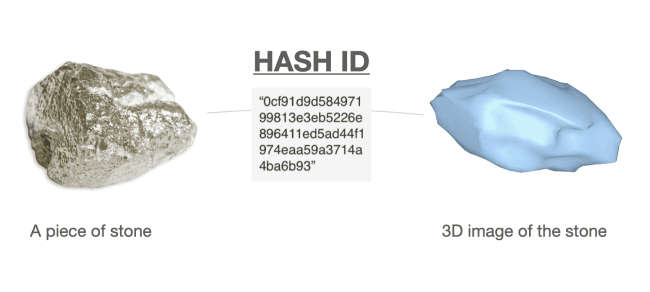 HASH ID
“0cf91d9d584971
99813e3eb5226e
896411ed5ad44f1
974eaa59a3714a
4ba6b93”
A piece of stone
3D image of the stone